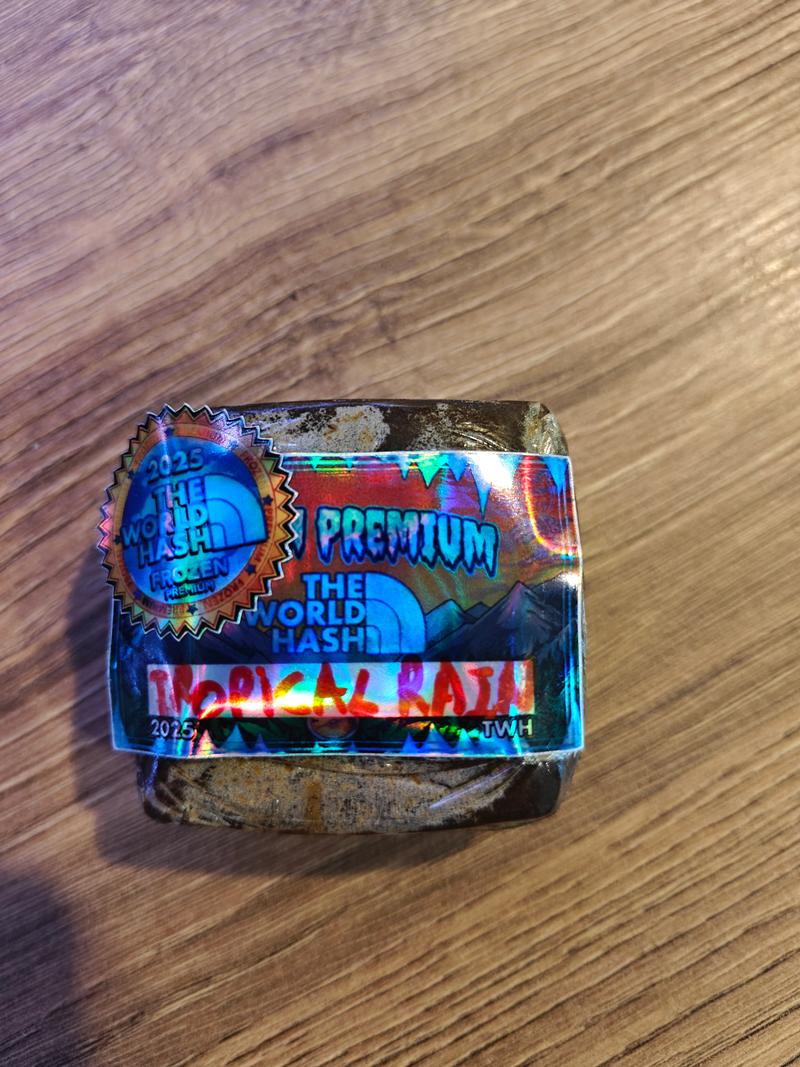 2025
THE
WORLD
HASH
FROZEN
PREMIUM
PREMIUM
THE
WORLD
HASH
TROPICAL RAIN
2025 TWH